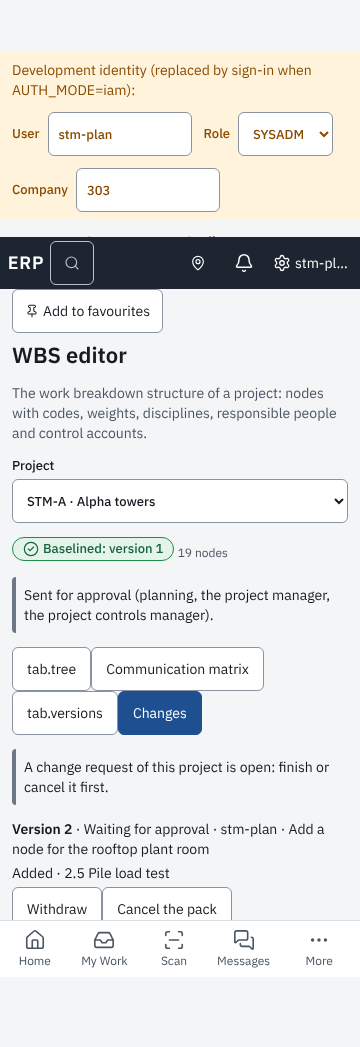 Development identity (replaced by sign-in when
AUTH_MODE=iam):
User stm-plan Role SYSADM
Company 303
ERP stm-pl...
Add to favourites
WBS editor
The work breakdown structure of a project: nodes
with codes, weights, disciplines, responsible people
and control accounts.
Project
STM-A · Alpha towers
Baselined: version 1 19 nodes
Sent for approval (planning, the project manager,
the project controls manager).
tab.tree Communication matrix
tab.versions Changes
A change request of this project is open: finish or
cancel it first.
Version 2 · Waiting for approval · stm-plan · Add a
node for the rooftop plant room
Added · 2.5 Pile load test
Withdraw Cancel the pack
Home My Work Scan Messages More